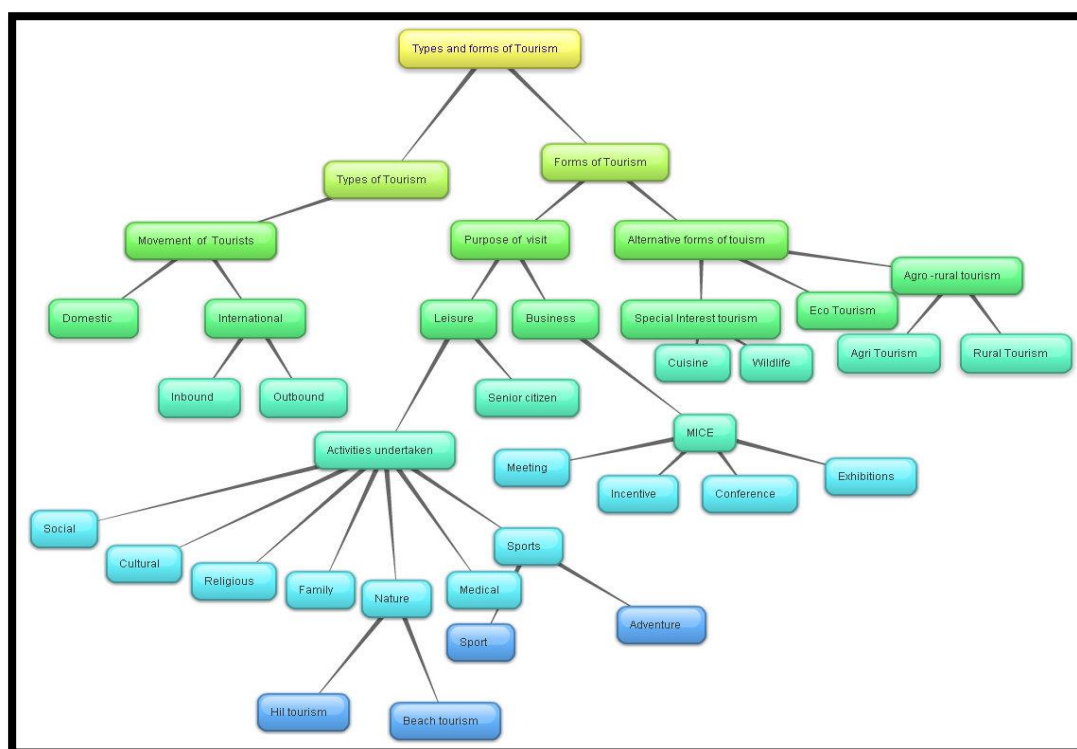 Types and forms of Tourism
Types of Tourism
Forms of Tourism
Movement of Tourists
Purpose of visit
Alternative forms of touism
Agro -rural tourism
Domestic
International
Leisure
Business
Special Interest tourism
Eco Tourism
Cuisine
Wildlife
Agri Tourism
Rural Tourism
Inbound
Outbound
Senior citizen
Activities undertaken
MICE
Meeting
Incentive
Conference
Exhibitions
Social
Cultural
Religious
Family
Nature
Medical
Sports
Sport
Adventure
Hil tourism
Beach tourism